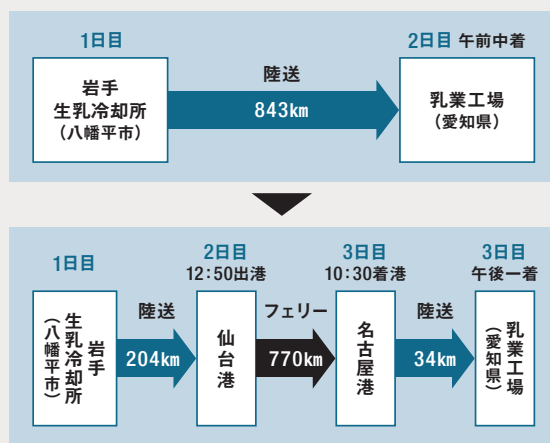 1日目
2日目 午前中着
岩手
生乳冷却所
（八幡平市）
陸送
843km
乳業工場
（愛知県）
1日目
2日目
12:50出港
3日目
10:30着港
3日目
午後一着
岩手
生乳冷却所
（八幡平市）
陸送
204km
仙台港
フェリー
770km
名古屋港
陸送
34km
乳業工場
（愛知県）